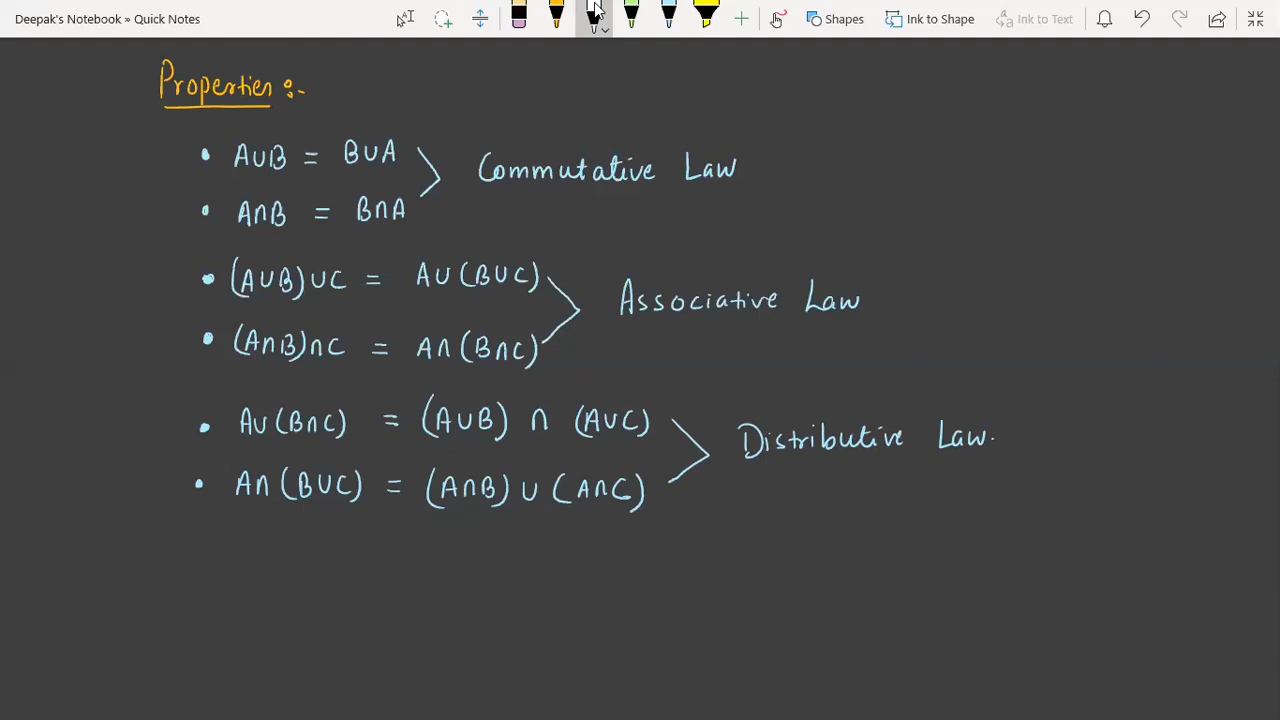 Deepak's Notebook » Quick Notes
Shapes Ink to Shape Ink to Text
Properties :-
• A∪B = B∪A
Commutative Law
• A∩B = B∩A
• (A∪B)∪C = A∪(B∪C)
Associative Law
• (A∩B)∩C = A∩(B∩C)
• A∪(B∩C) = (A∪B) ∩ (A∪C)
Distributive Law.
• A∩(B∪C) = (A∩B) ∪ (A∩C)